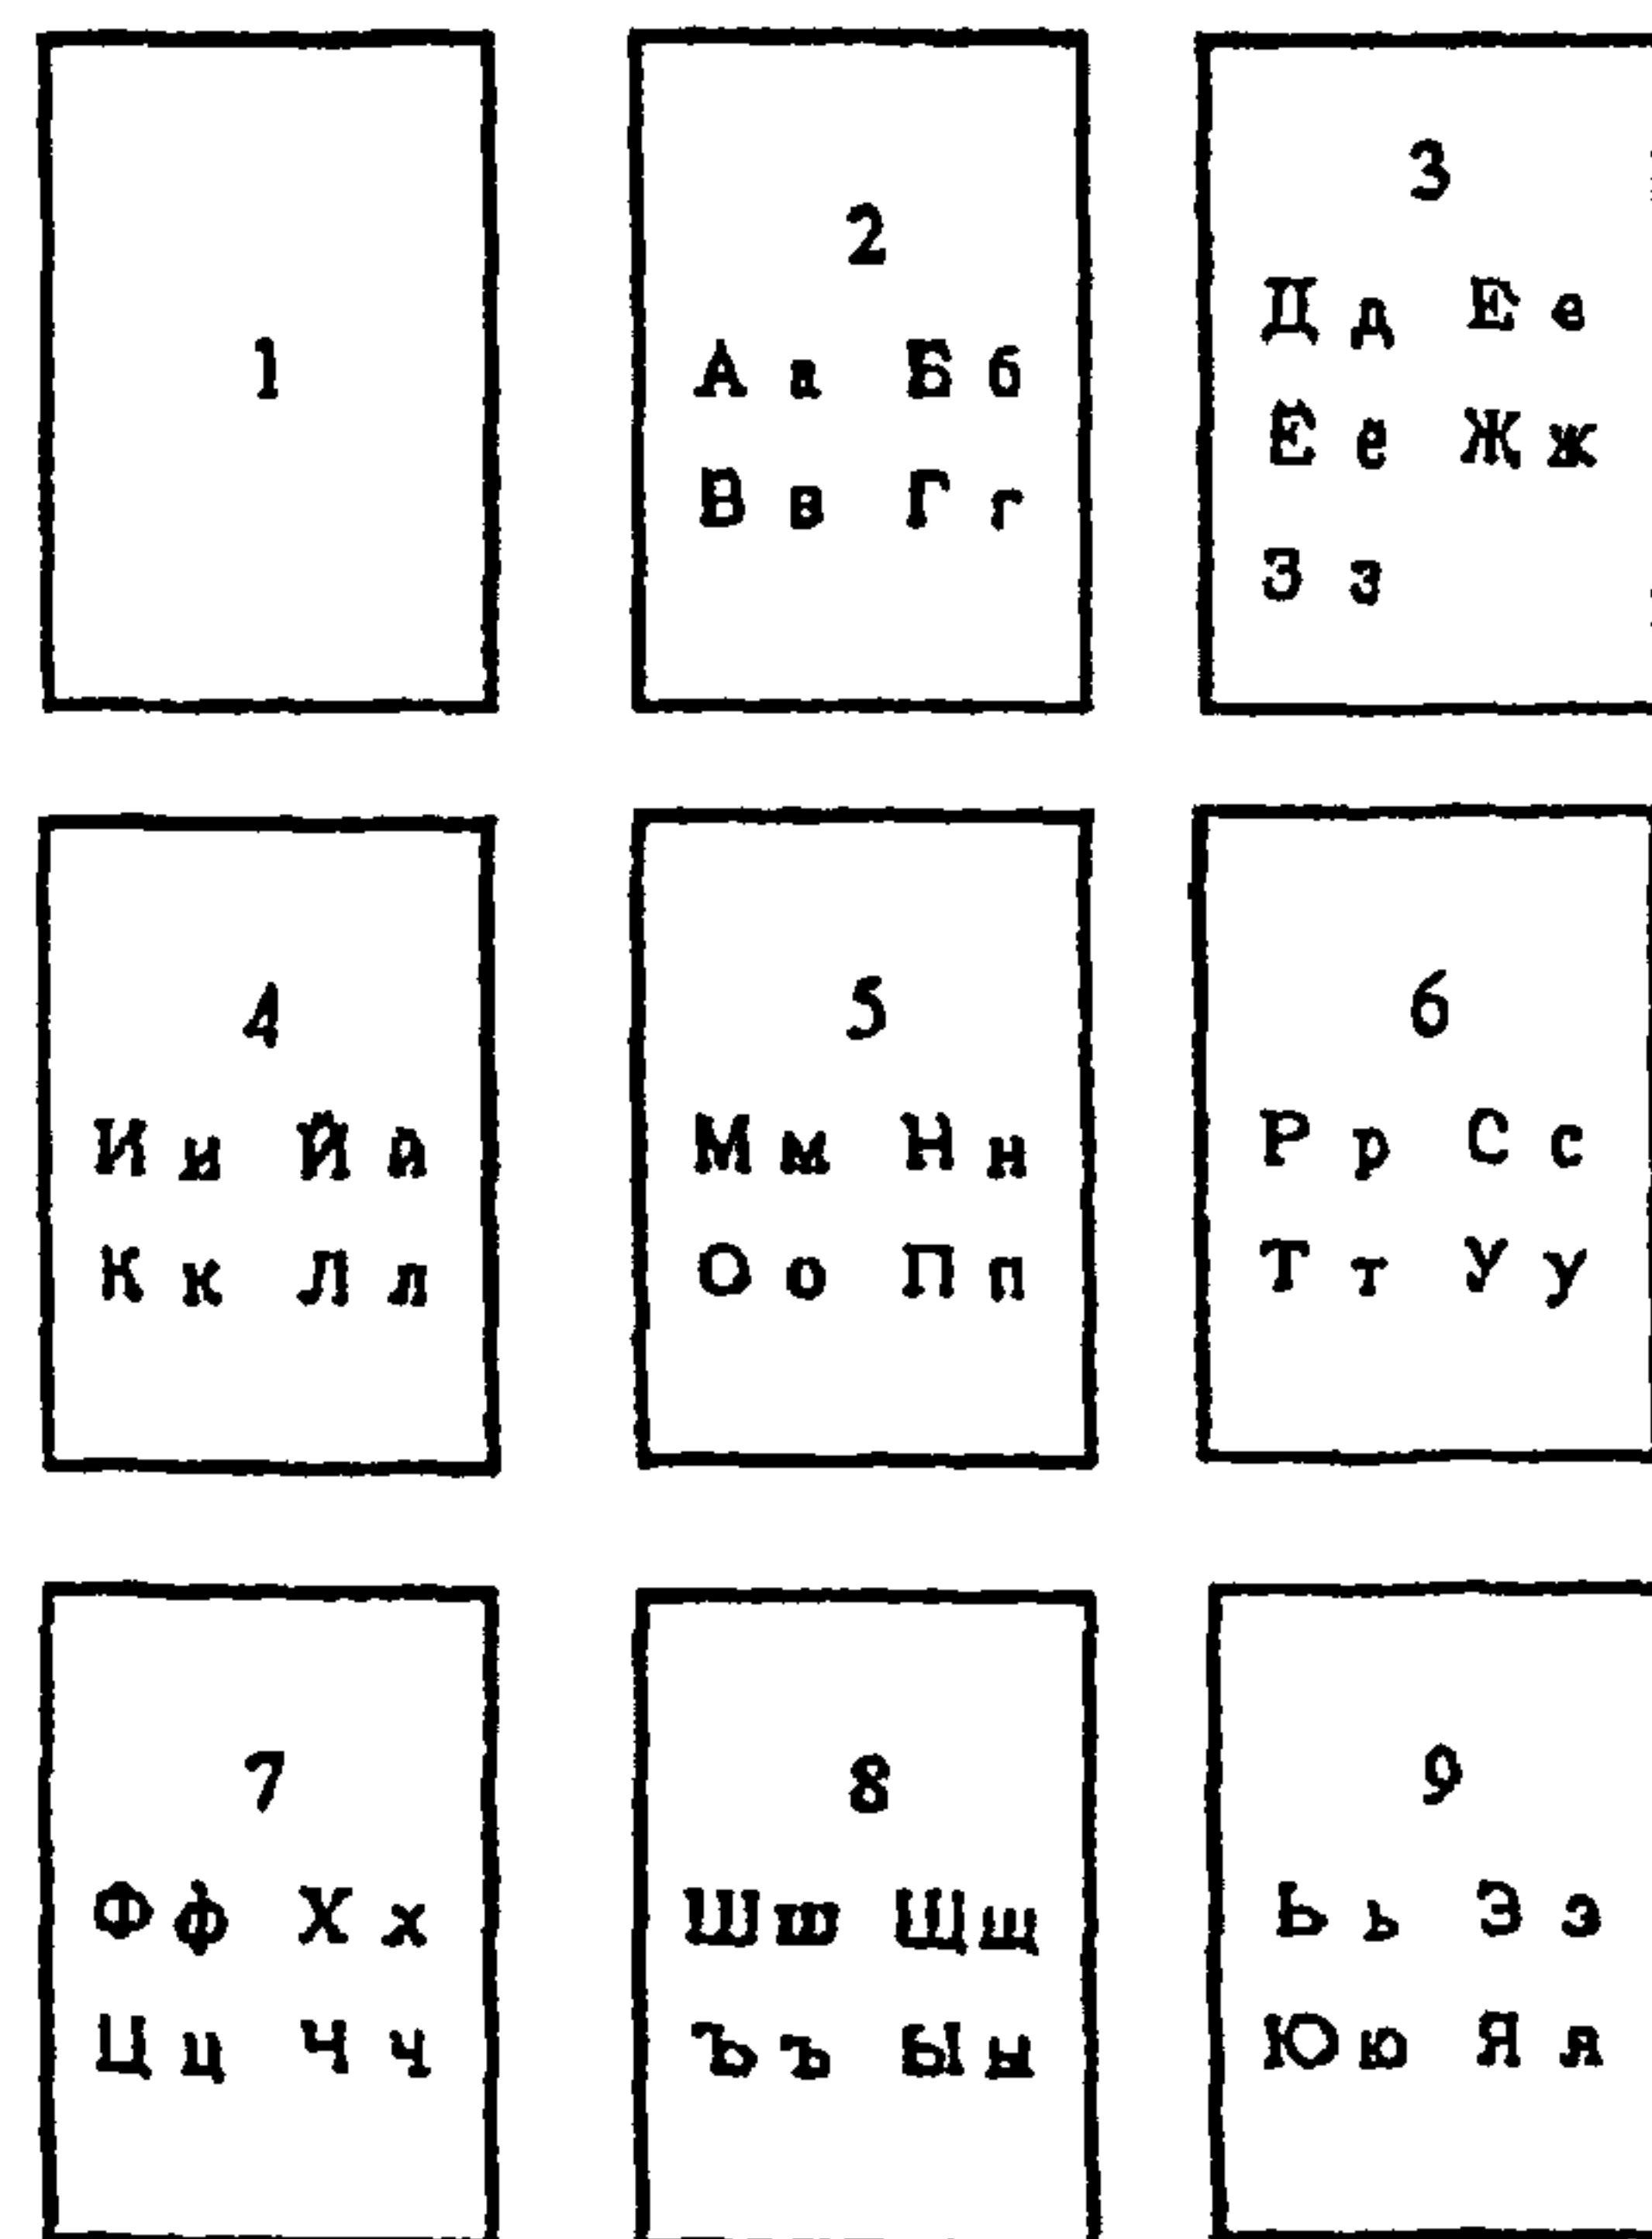 1
2
А а Б б
В в Г г
3
Д д Е е
Ё ё Ж ж
З з
4
И и Й й
К к Л л
5
М м Н н
О о П п
6
Р р С с
Т т У у
7
Ф ф Х х
Ц ц Ч ч
8
Ш ш Щ щ
Ъ ъ Ы ы
9
Ь ь Э э
Ю ю Я я